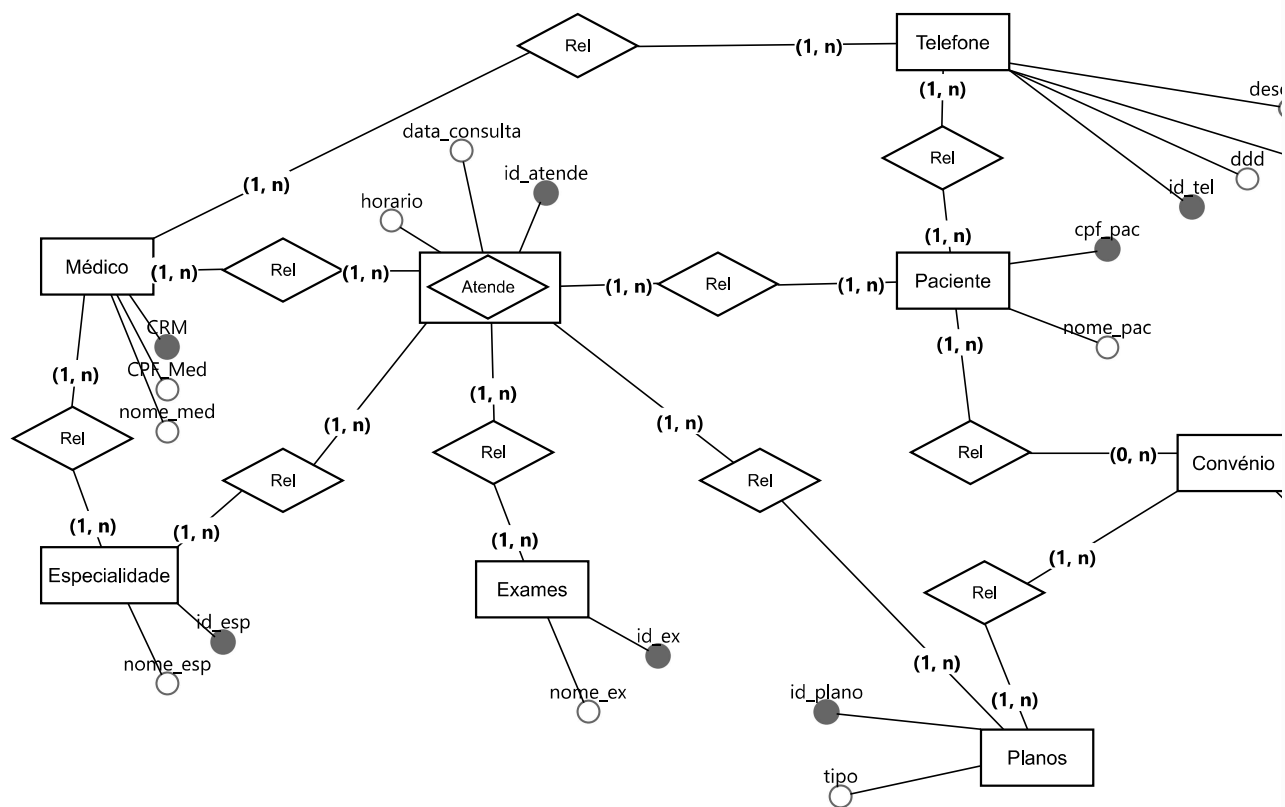 Rel
(1, n)
Telefone
(1, n)
desc
data_consulta
ddd
id_atende
Rel
id_tel
(1, n)
horario
cpf_pac
(1, n)
Médico
(1, n)
Rel
(1, n)
Atende
(1, n)
Rel
(1, n)
Paciente
CRM
nome_pac
CPF_Med
(1, n)
(1, n)
nome_med
(1, n)
(1, n)
(1, n)
Rel
Rel
Rel
(0, n)
Convénio
Rel
Rel
(1, n)
(1, n)
(1, n)
(1, n)
Especialidade
Exames
Rel
id_esp
id_ex
nome_esp
(1, n)
nome_ex
id_plano
(1, n)
Planos
tipo